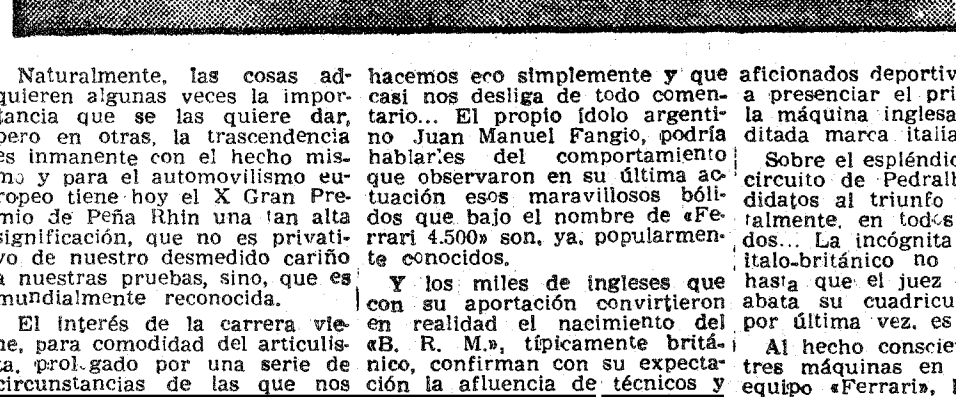 Naturalmente, las cosas ad-
quieren algunas veces la impor-
tancia que se las quiere dar,
pero en otras, la trascendencia
es inmanente con el hecho mis-
mo y para el automovilismo eu-
ropeo tiene hoy el X Gran Pre-
mio de Peña Rhin una tan alta
significación, que no es privati-
vo de nuestro desmedido cariño
a nuestras pruebas, sino, que es
mundialmente reconocida.
El interés de la carrera vie-
ne, para comodidad del articulis-
ta, prologado por una serie de
circunstancias de las que nos
hacemos eco simplemente y que
casi nos desliga de todo comen-
tario... El propio ídolo argenti-
no Juan Manuel Fangio, podría
hablarles del comportamiento
que observaron en su última ac-
tuación esos maravillosos bóli-
dos que bajo el nombre de «Fe-
rrari 4.500» son, ya, popularmen-
te conocidos.
Y los miles de ingleses que
con su aportación convirtieron
en realidad el nacimiento del
«B. R. M.», típicamente britá-
nico, confirman con su expecta-
ción la afluencia de técnicos y
aficionados deportiv
a presenciar el pri
la máquina inglesa
ditada marca italia
Sobre el espléndid
circuito de Pedralb
didatos al triunfo
talmente, en todos
dos... La incógnita
ítalo-británico no
hasta que el juez
abata su cuadricu
por última vez, es
Al hecho conscie
tres máquinas en
equipo «Ferrari»,